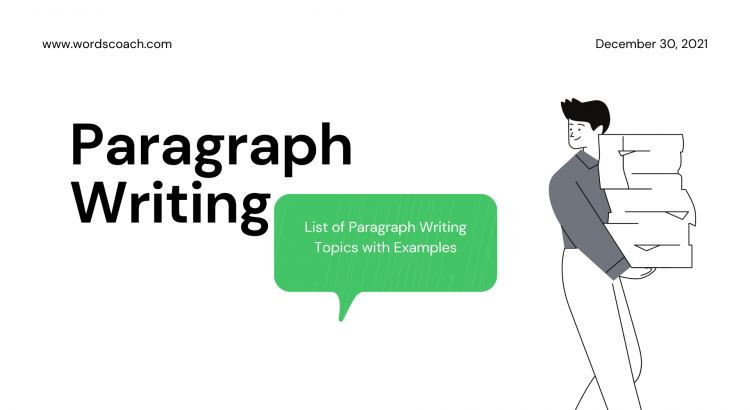 www.wordscoach.com
December 30, 2021
Paragraph
Writing
List of Paragraph Writing
Topics with Examples